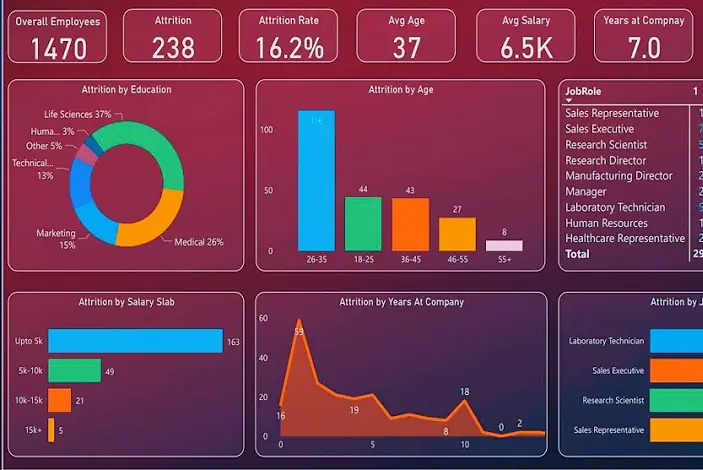 Overall Employees
1470
Attrition
238
Attrition Rate
16.2%
Avg Age
37
Avg Salary
6.5K
Years at Compnay
7.0
Attrition by Education
Life Sciences 37%
Huma... 3%
Other 5%
Technical...
13%
Marketing
15%
Medical 26%
Attrition by Age
100
50
0
116
44
43
27
8
26-35
18-25
36-45
46-55
55+
JobRole 1
Sales Representative 1
Sales Executive 7
Research Scientist 5
Research Director 1
Manufacturing Director 2
Manager 2
Laboratory Technician 5
Human Resources 1
Healthcare Representative 2
Total 29
Attrition by Salary Slab
Upto 5k 163
5k-10k 49
10k-15k 21
15k+ 5
Attrition by Years At Company
60
40
20
0
59
16
19
8
18
0
2
0 5 10
Attrition by J
Laboratory Technician
Sales Executive
Research Scientist
Sales Representative